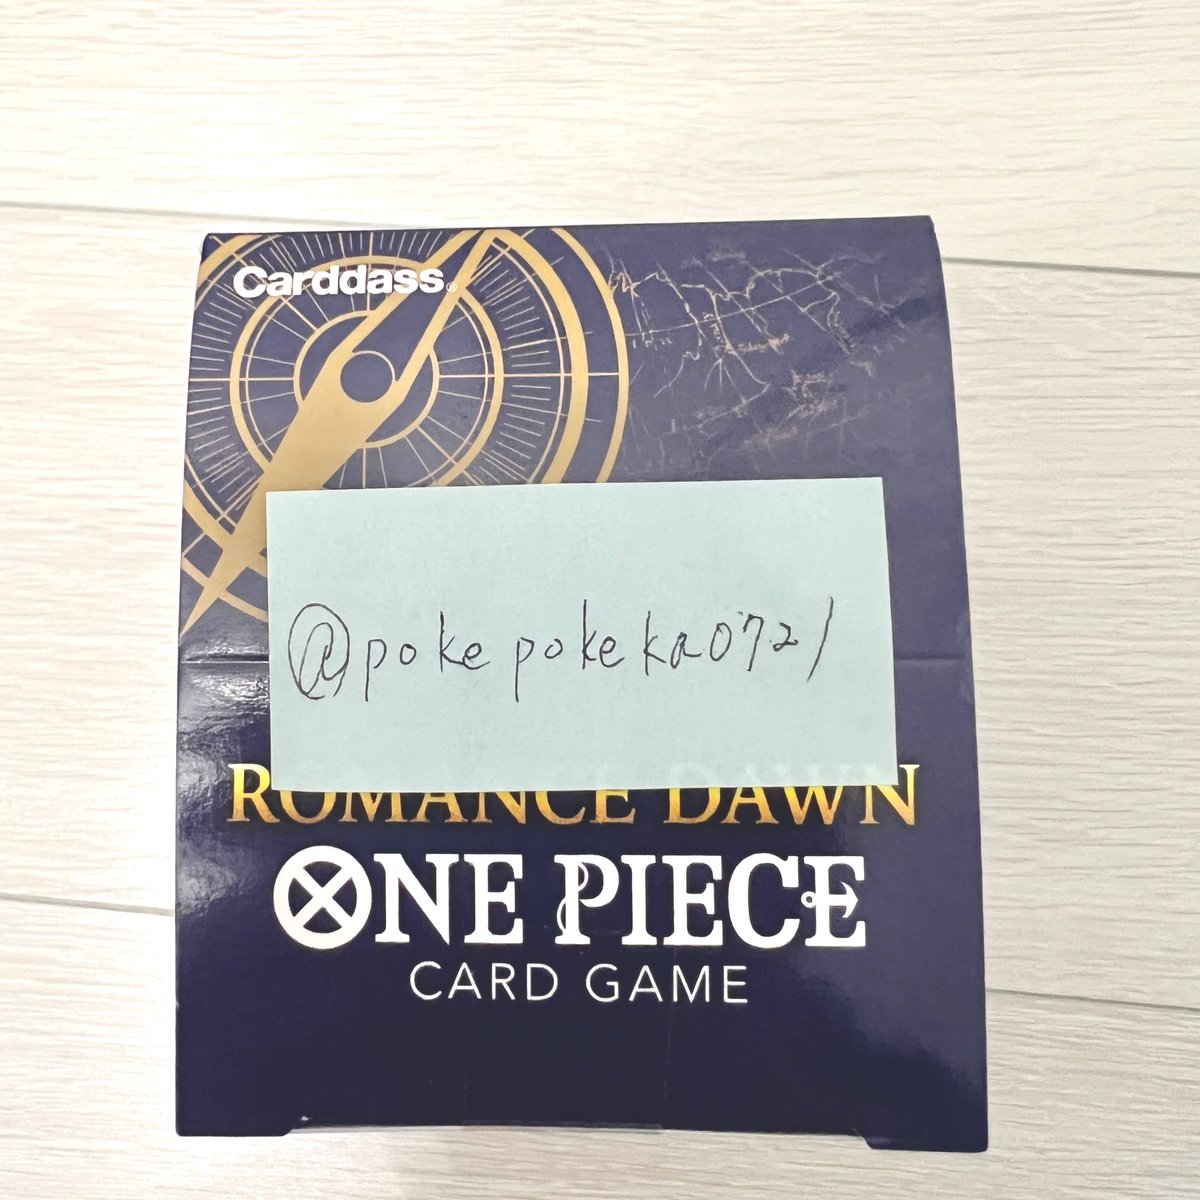 Carddass®
@pokepokeka0721
ROMANCE DAWN
ONE PIECE
CARD GAME